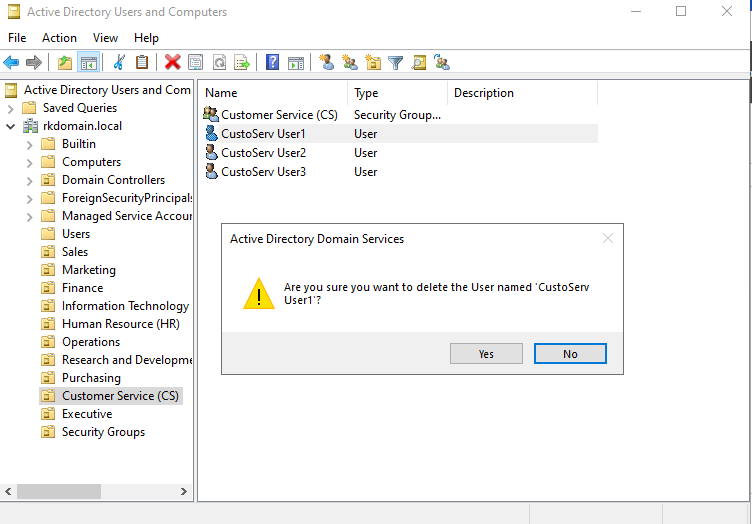 Active Directory Users and Computers
File Action View Help
Active Directory Users and Com
Saved Queries
rkdomain.local
Builtin
Computers
Domain Controllers
ForeignSecurityPrincipals
Managed Service Accour
Users
Sales
Marketing
Finance
Information Technology
Human Resource (HR)
Operations
Research and Developme
Purchasing
Customer Service (CS)
Executive
Security Groups
Name Type Description
Customer Service (CS) Security Group...
CustoServ User1 User
CustoServ User2 User
CustoServ User3 User
Active Directory Domain Services
Are you sure you want to delete the User named 'CustoServ
User1'?
Yes No